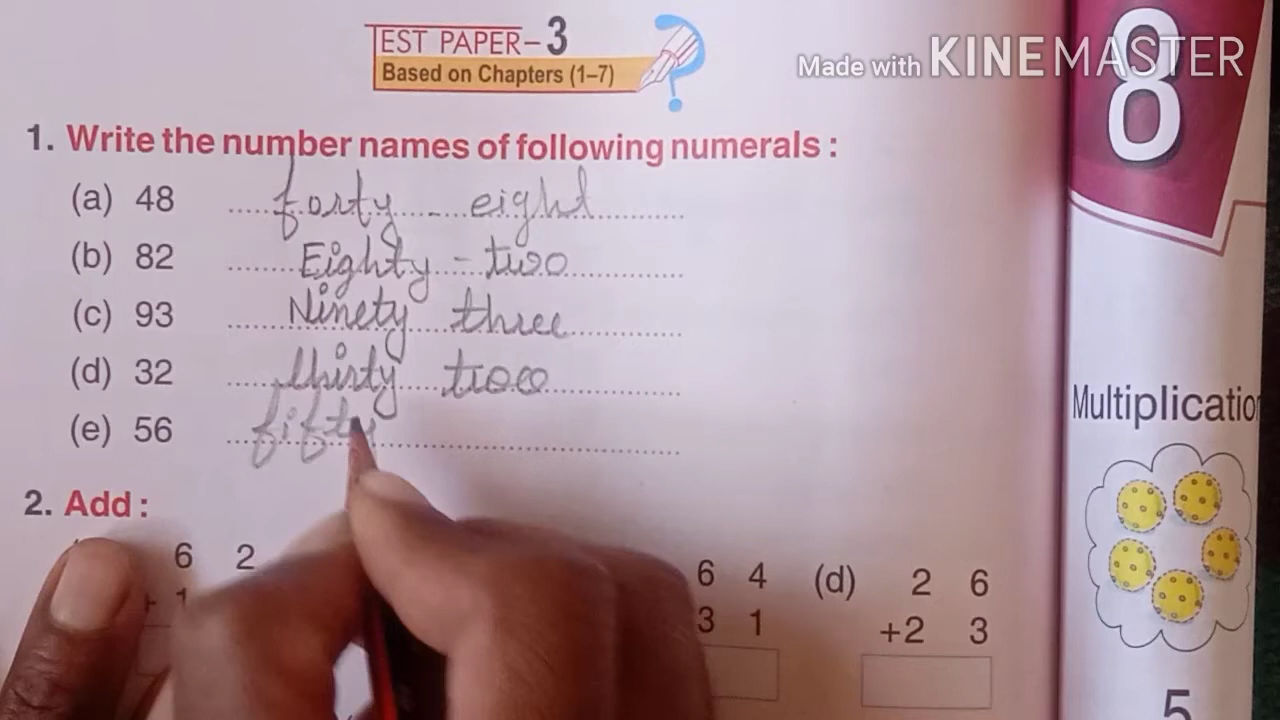 TEST PAPER–3
Based on Chapters (1–7)
Made with KINEMASTER
8
1. Write the number names of following numerals :
(a) 48 forty - eight
(b) 82 Eighty - two
(c) 93 Ninety three
(d) 32 thirty two
(e) 56 fifty
Multiplication
2. Add :
6 2
+ 1
6 4
3 1
(d) 2 6
+2 3
5